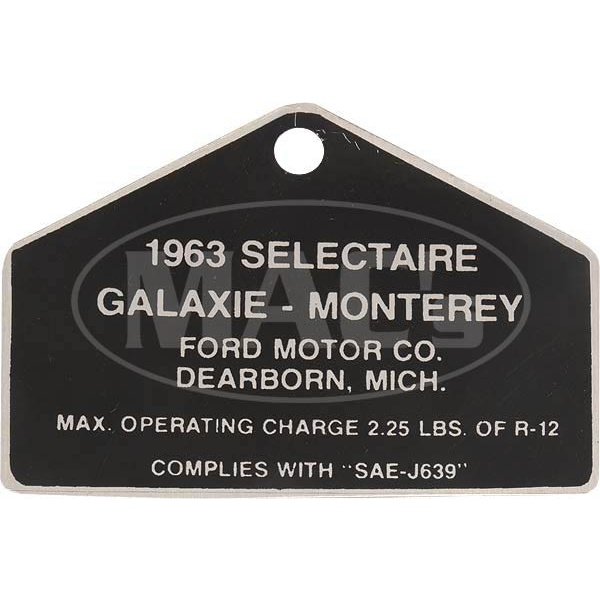 1963 SELECTAIRE
GALAXIE - MONTEREY
MAC's
FORD MOTOR CO.
DEARBORN, MICH.
MAX. OPERATING CHARGE 2.25 LBS. OF R-12
COMPLIES WITH "SAE-J639"